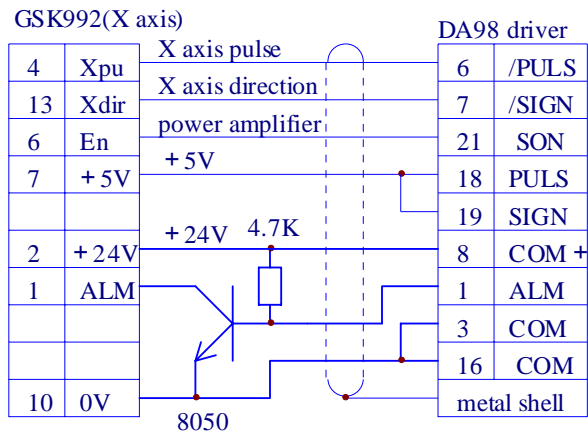 GSK992(X axis)
DA98 driver
4 Xpu X axis pulse 6 /PULS
13 Xdir X axis direction 7 /SIGN
6 En power amplifier 21 SON
7 +5V +5V 18 PULS
19 SIGN
2 +24V +24V 4.7K 8 COM+
1 ALM 1 ALM
3 COM
16 COM
10 0V metal shell
8050